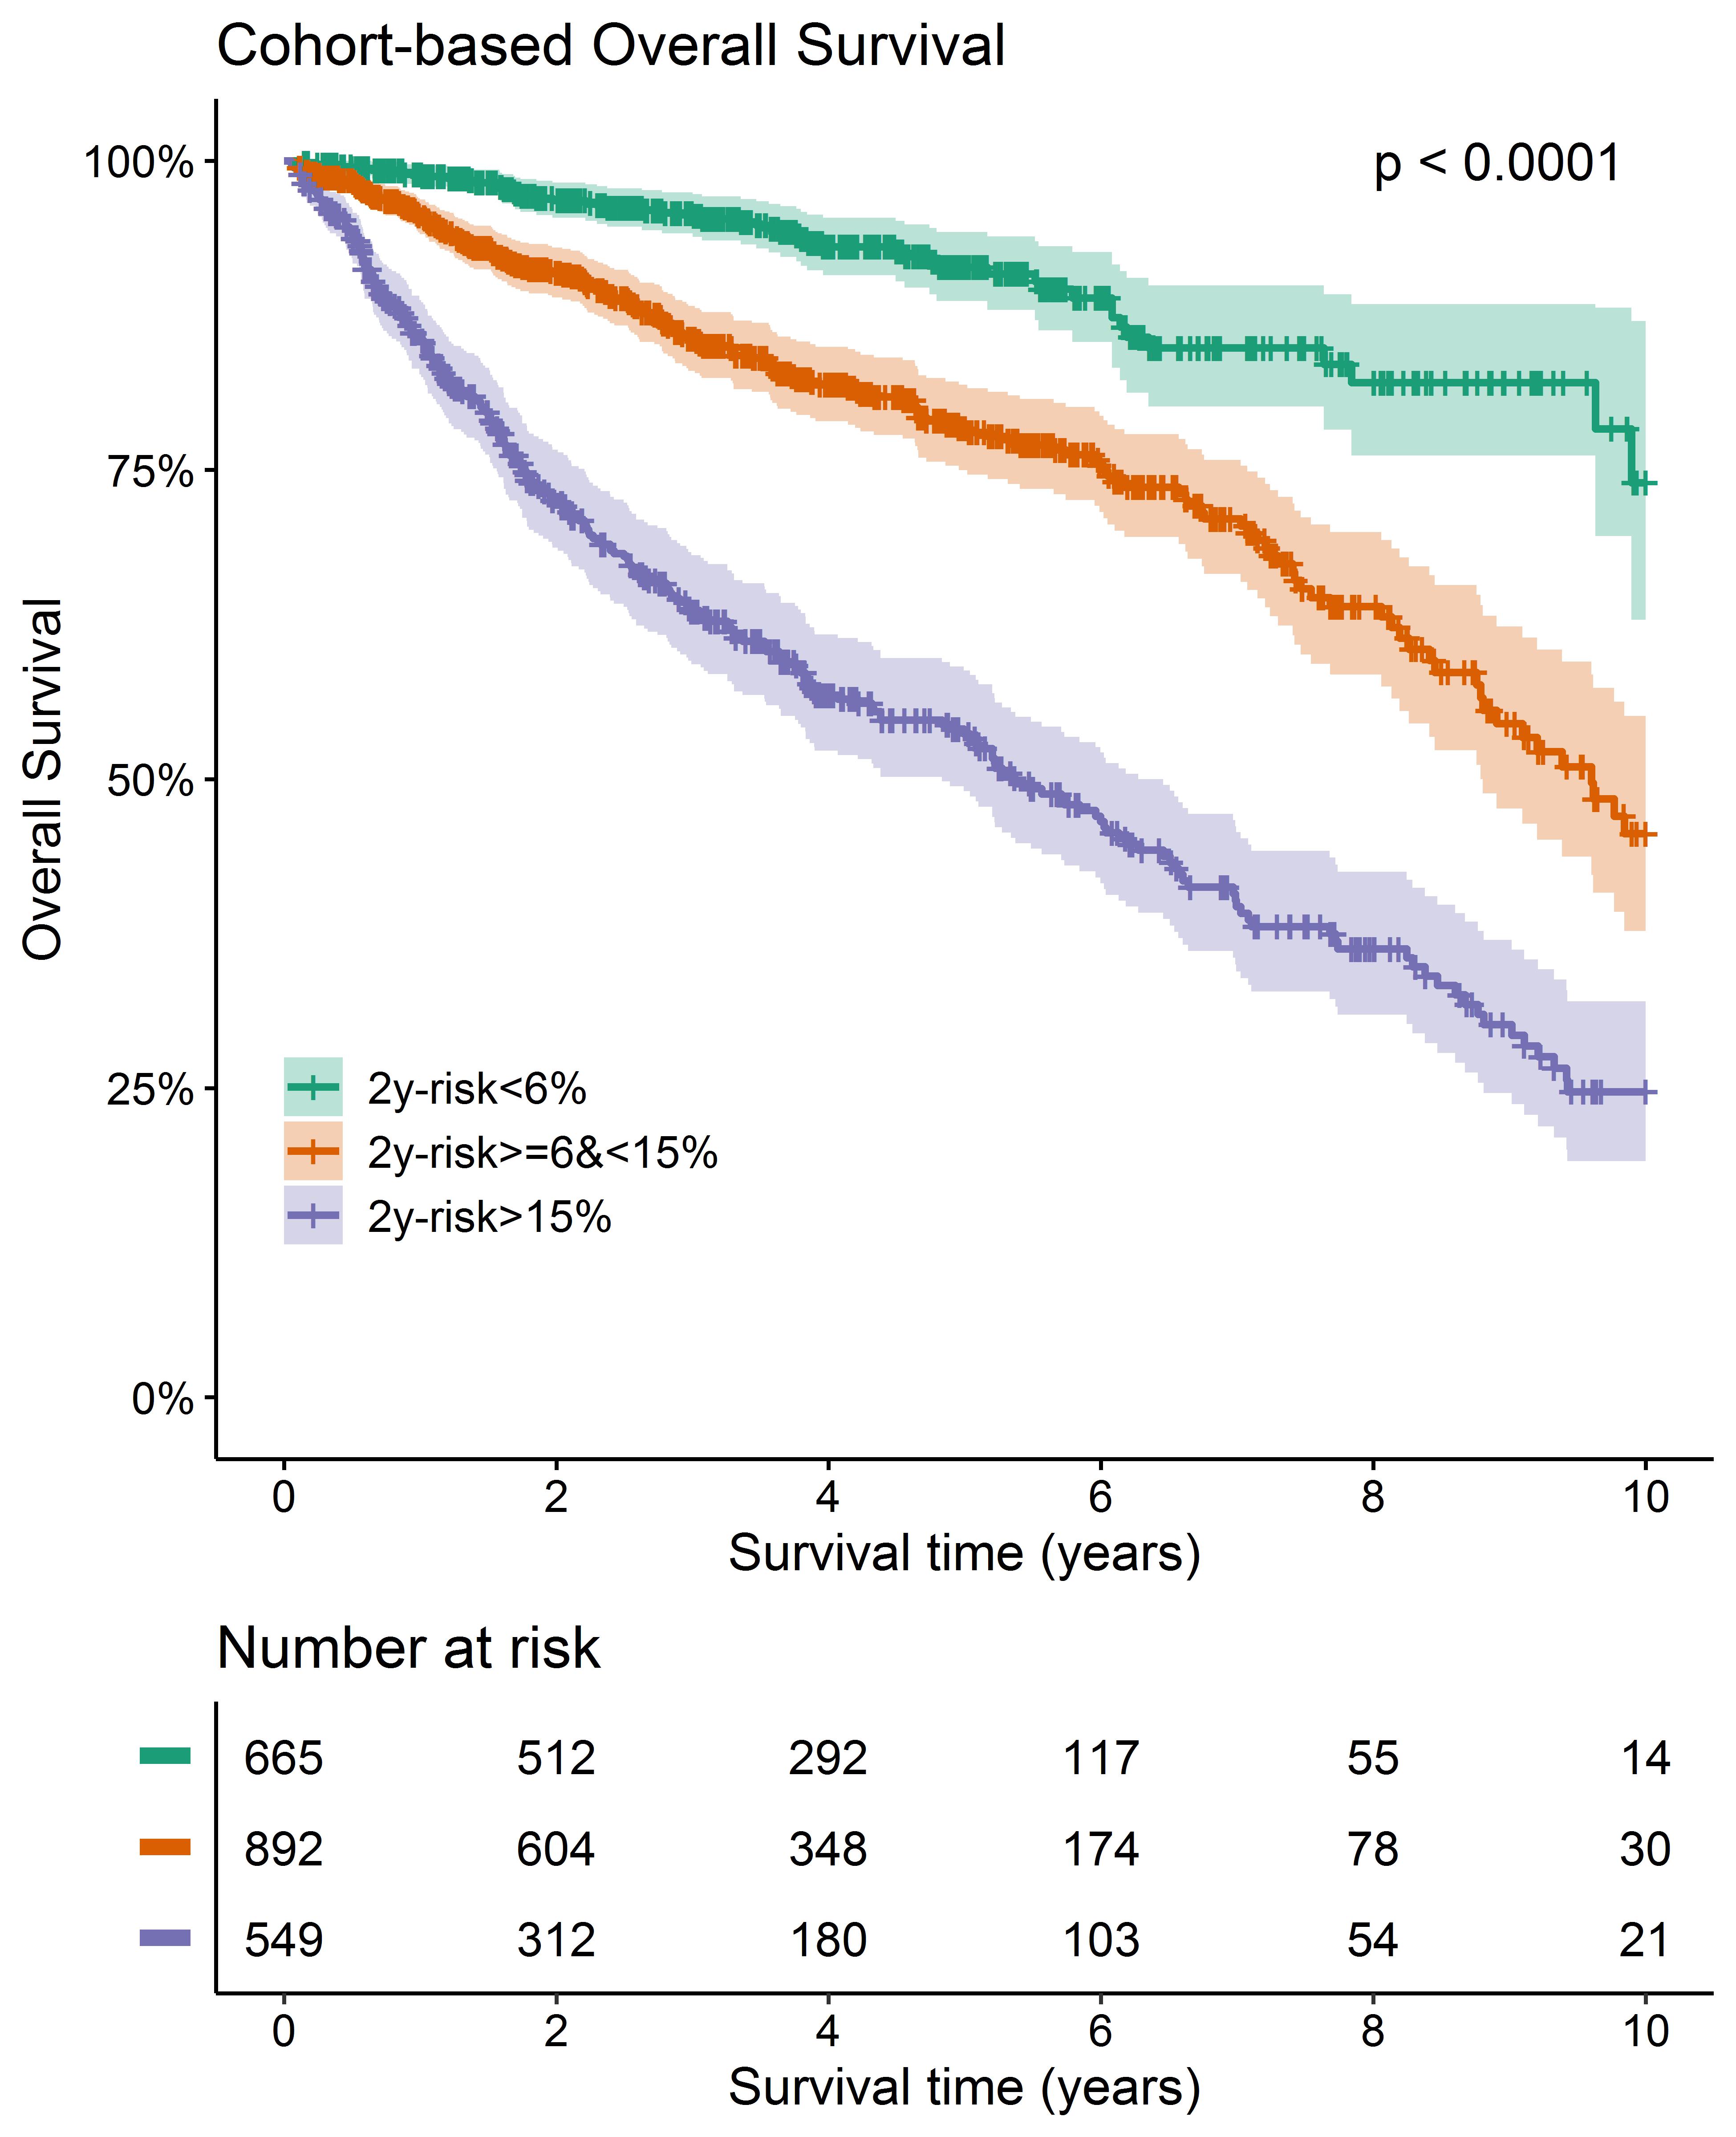 Cohort-based Overall Survival
p < 0.0001
100%
75%
50%
25%
0%
Overall Survival
2y-risk<6%
2y-risk>=6&<15%
2y-risk>15%
0 2 4 6 8 10
Survival time (years)
Number at risk
665 512 292 117 55 14
892 604 348 174 78 30
549 312 180 103 54 21
0 2 4 6 8 10
Survival time (years)